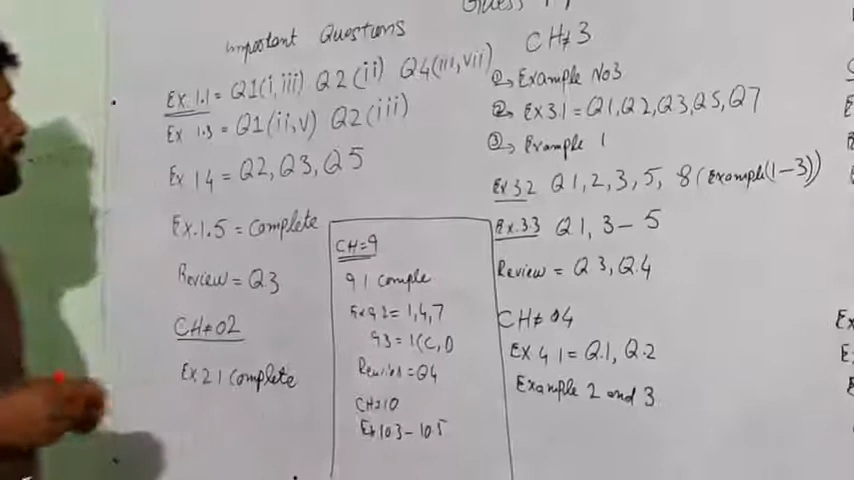 Guess
Important Questions
Ex 1.1 = Q1(i,iii) Q2(ii) Q4(iii,vii)
Ex 1.3 = Q1(ii,v) Q2(iii)
Ex 1 4 = Q2, Q3, Q5
Ex.1.5 = Complete
Review = Q3
CH≠02
Ex 2 1 complete
CH=9
9 1 comple
Ex 9 2 = 1,4,7
9 3 = 1(C,D
Review = Q4
CH=10
Ex 10 3 - 10.5
CH≠3
Example No3
Ex 3.1 = Q1,Q2,Q3,Q5,Q7
③ Example 1
Ex 3.2 Q1,2,3,5, 8(Example(1-3))
Ex.3.3 Q1, 3-5
Review = Q3,Q.4
CH≠04
Ex 4 1 = Q.1, Q.2
Example 2 and 3